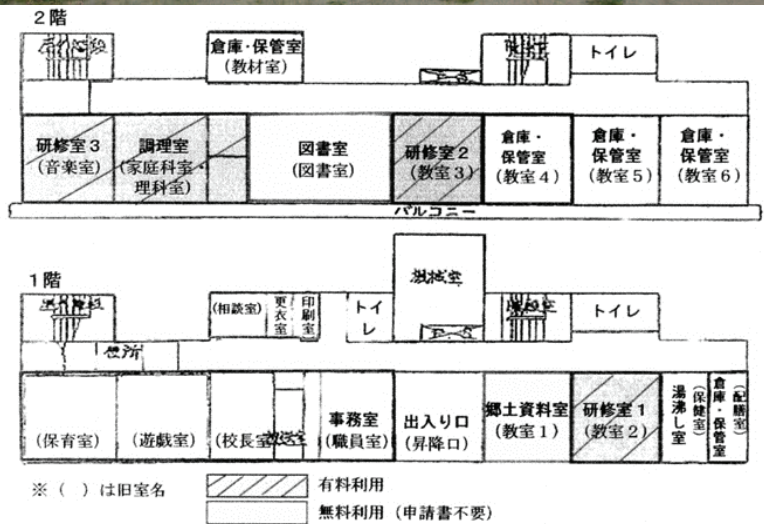 2階
倉庫・保管室
(教材室)
トイレ
研修室3
(音楽室)
調理室
(家庭科室・
理科室)
図書室
(図書室)
研修室2
(教室3)
倉庫・
保管室
(教室4)
倉庫・
保管室
(教室5)
倉庫・
保管室
(教室6)
バルコニー
1階
機械室
(相談室)
更衣室
印刷室
トイレ
トイレ
便所
(保育室)
(遊戯室)
(校長室)
事務室
(職員室)
出入り口
(昇降口)
郷土資料室
(教室1)
研修室1
(教室2)
湯沸し室
(保健室)
倉庫・保管室
(配膳室)
※( )は旧室名
有料利用
無料利用(申請書不要)